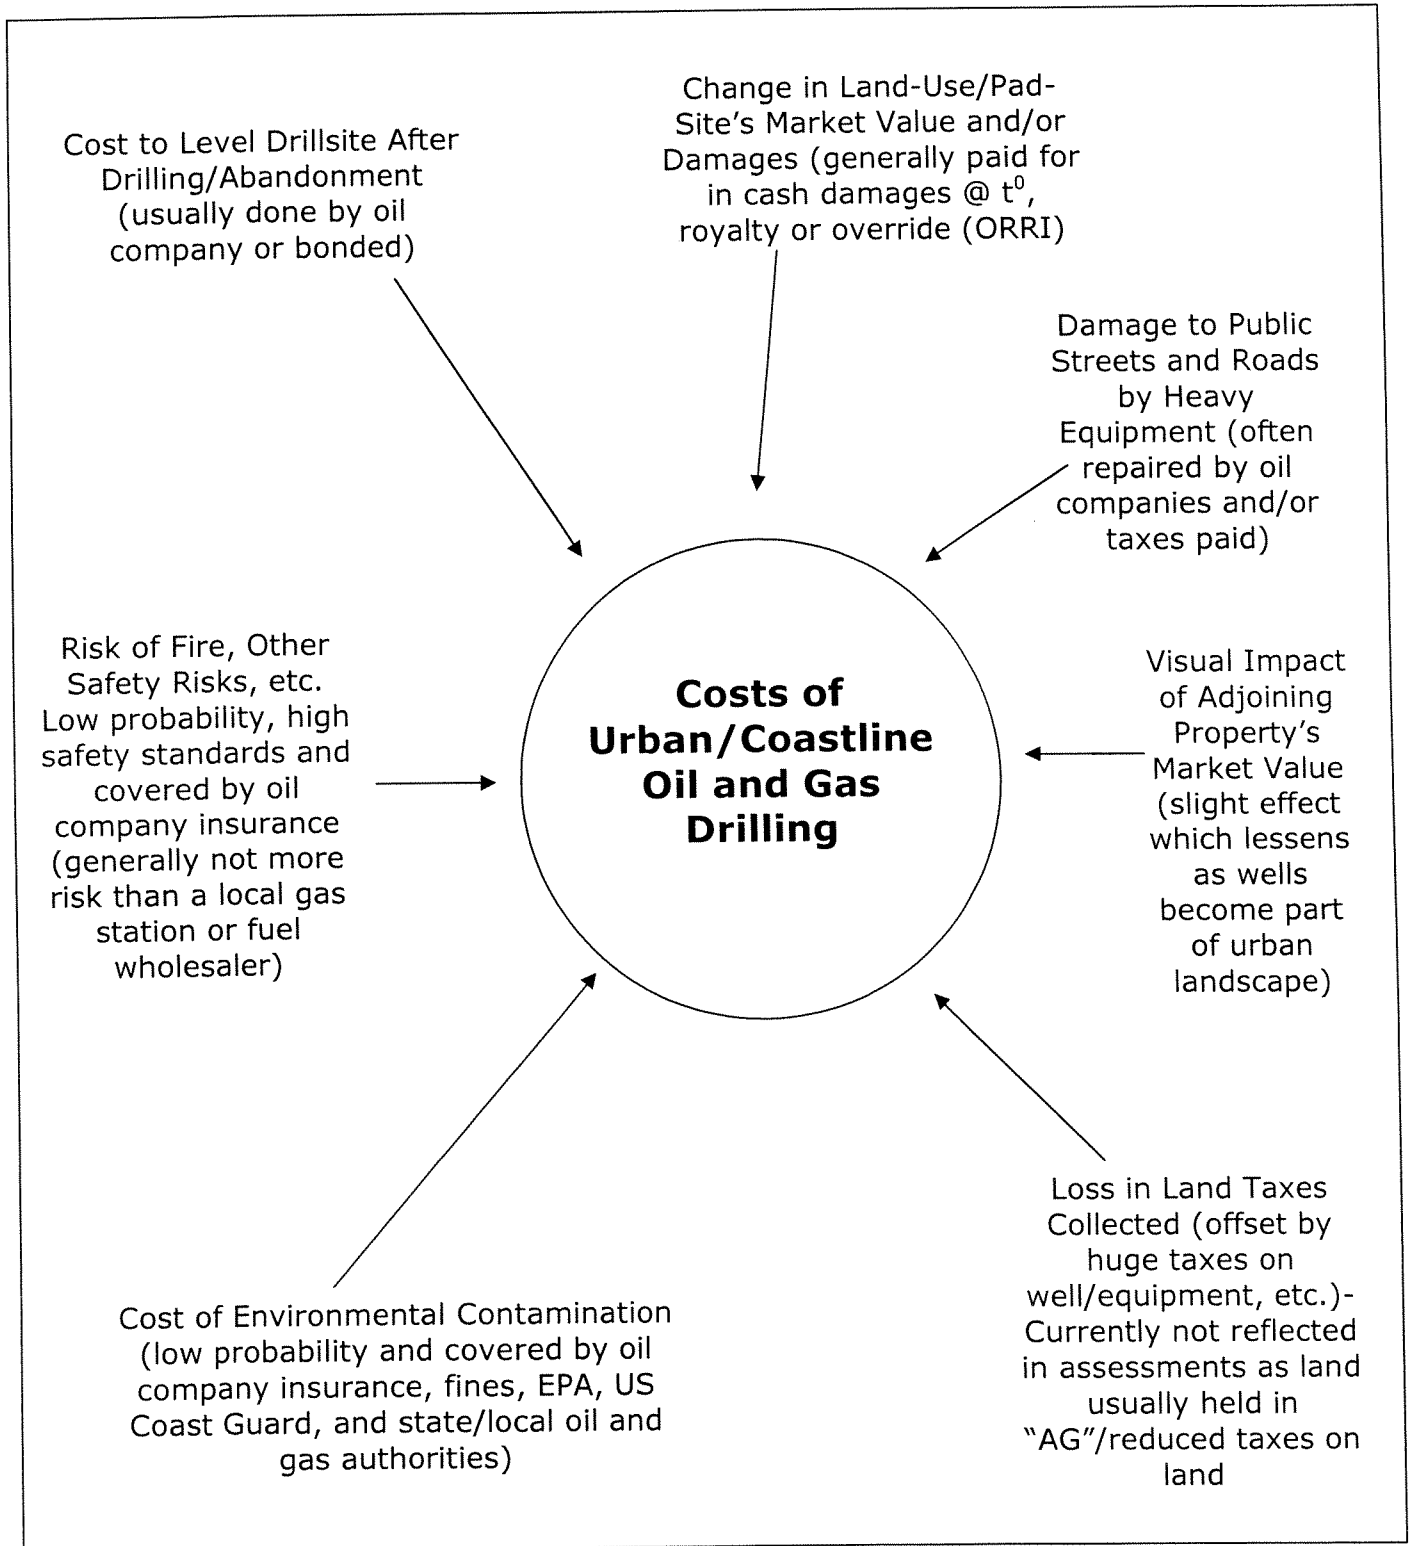 Cost to Level Drillsite After
Drilling/Abandonment
(usually done by oil
company or bonded)
Change in Land-Use/Pad-
Site's Market Value and/or
Damages (generally paid for
in cash damages @ t⁰,
royalty or override (ORRI)
Damage to Public
Streets and Roads
by Heavy
Equipment (often
repaired by oil
companies and/or
taxes paid)
Risk of Fire, Other
Safety Risks, etc.
Low probability, high
safety standards and
covered by oil
company insurance
(generally not more
risk than a local gas
station or fuel
wholesaler)
Costs of
Urban/Coastline
Oil and Gas
Drilling
Visual Impact
of Adjoining
Property's
Market Value
(slight effect
which lessens
as wells
become part
of urban
landscape)
Cost of Environmental Contamination
(low probability and covered by oil
company insurance, fines, EPA, US
Coast Guard, and state/local oil and
gas authorities)
Loss in Land Taxes
Collected (offset by
huge taxes on
well/equipment, etc.)-
Currently not reflected
in assessments as land
usually held in
“AG”/reduced taxes on
land